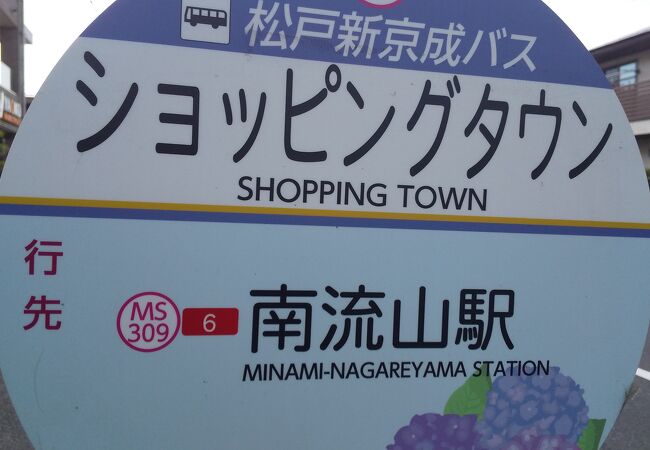 松戸新京成バス
ショッピングタウン
SHOPPING TOWN
行先
MS 309 6 南流山駅
MINAMI-NAGAREYAMA STATION